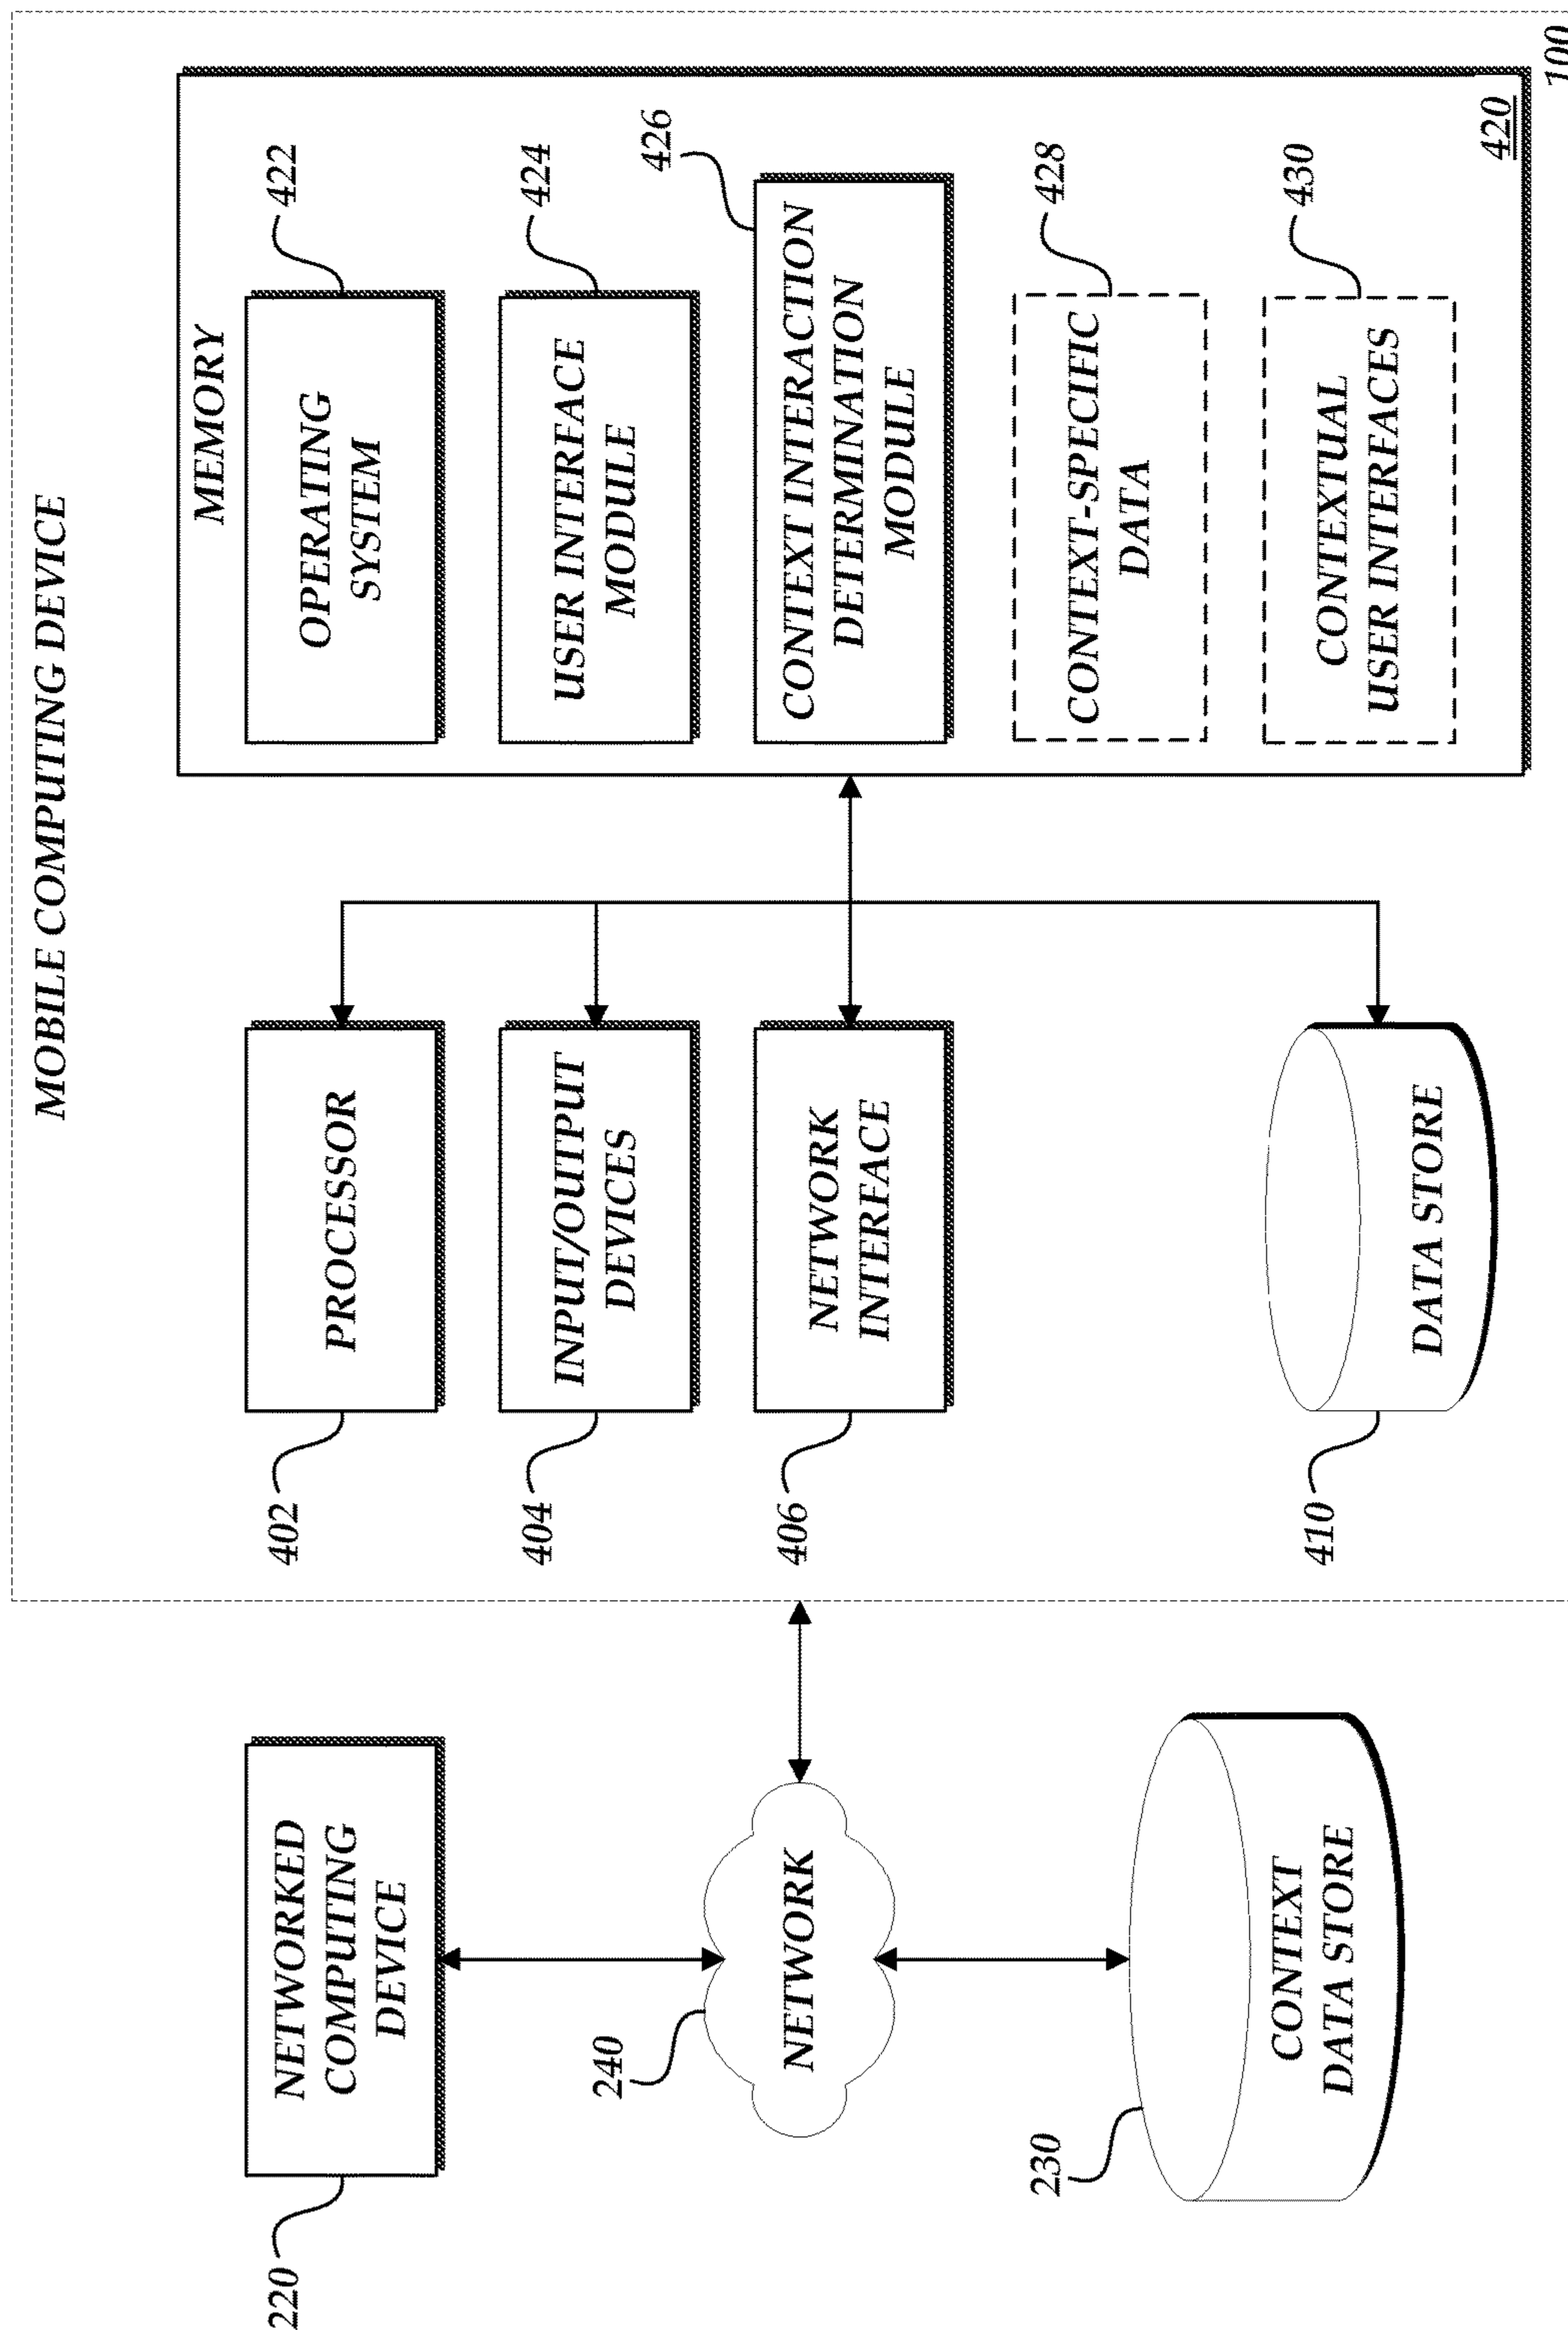 MOBILE COMPUTING DEVICE
220
NETWORKED
COMPUTING
DEVICE
240
NETWORK
230
CONTEXT
DATA STORE
402
PROCESSOR
404
INPUT/OUTPUT
DEVICES
406
NETWORK
INTERFACE
410
DATA STORE
MEMORY
OPERATING
SYSTEM
422
USER INTERFACE
MODULE
424
CONTEXT INTERACTION
DETERMINATION
MODULE
426
CONTEXT-SPECIFIC
DATA
428
CONTEXTUAL
USER INTERFACES
430
420
100